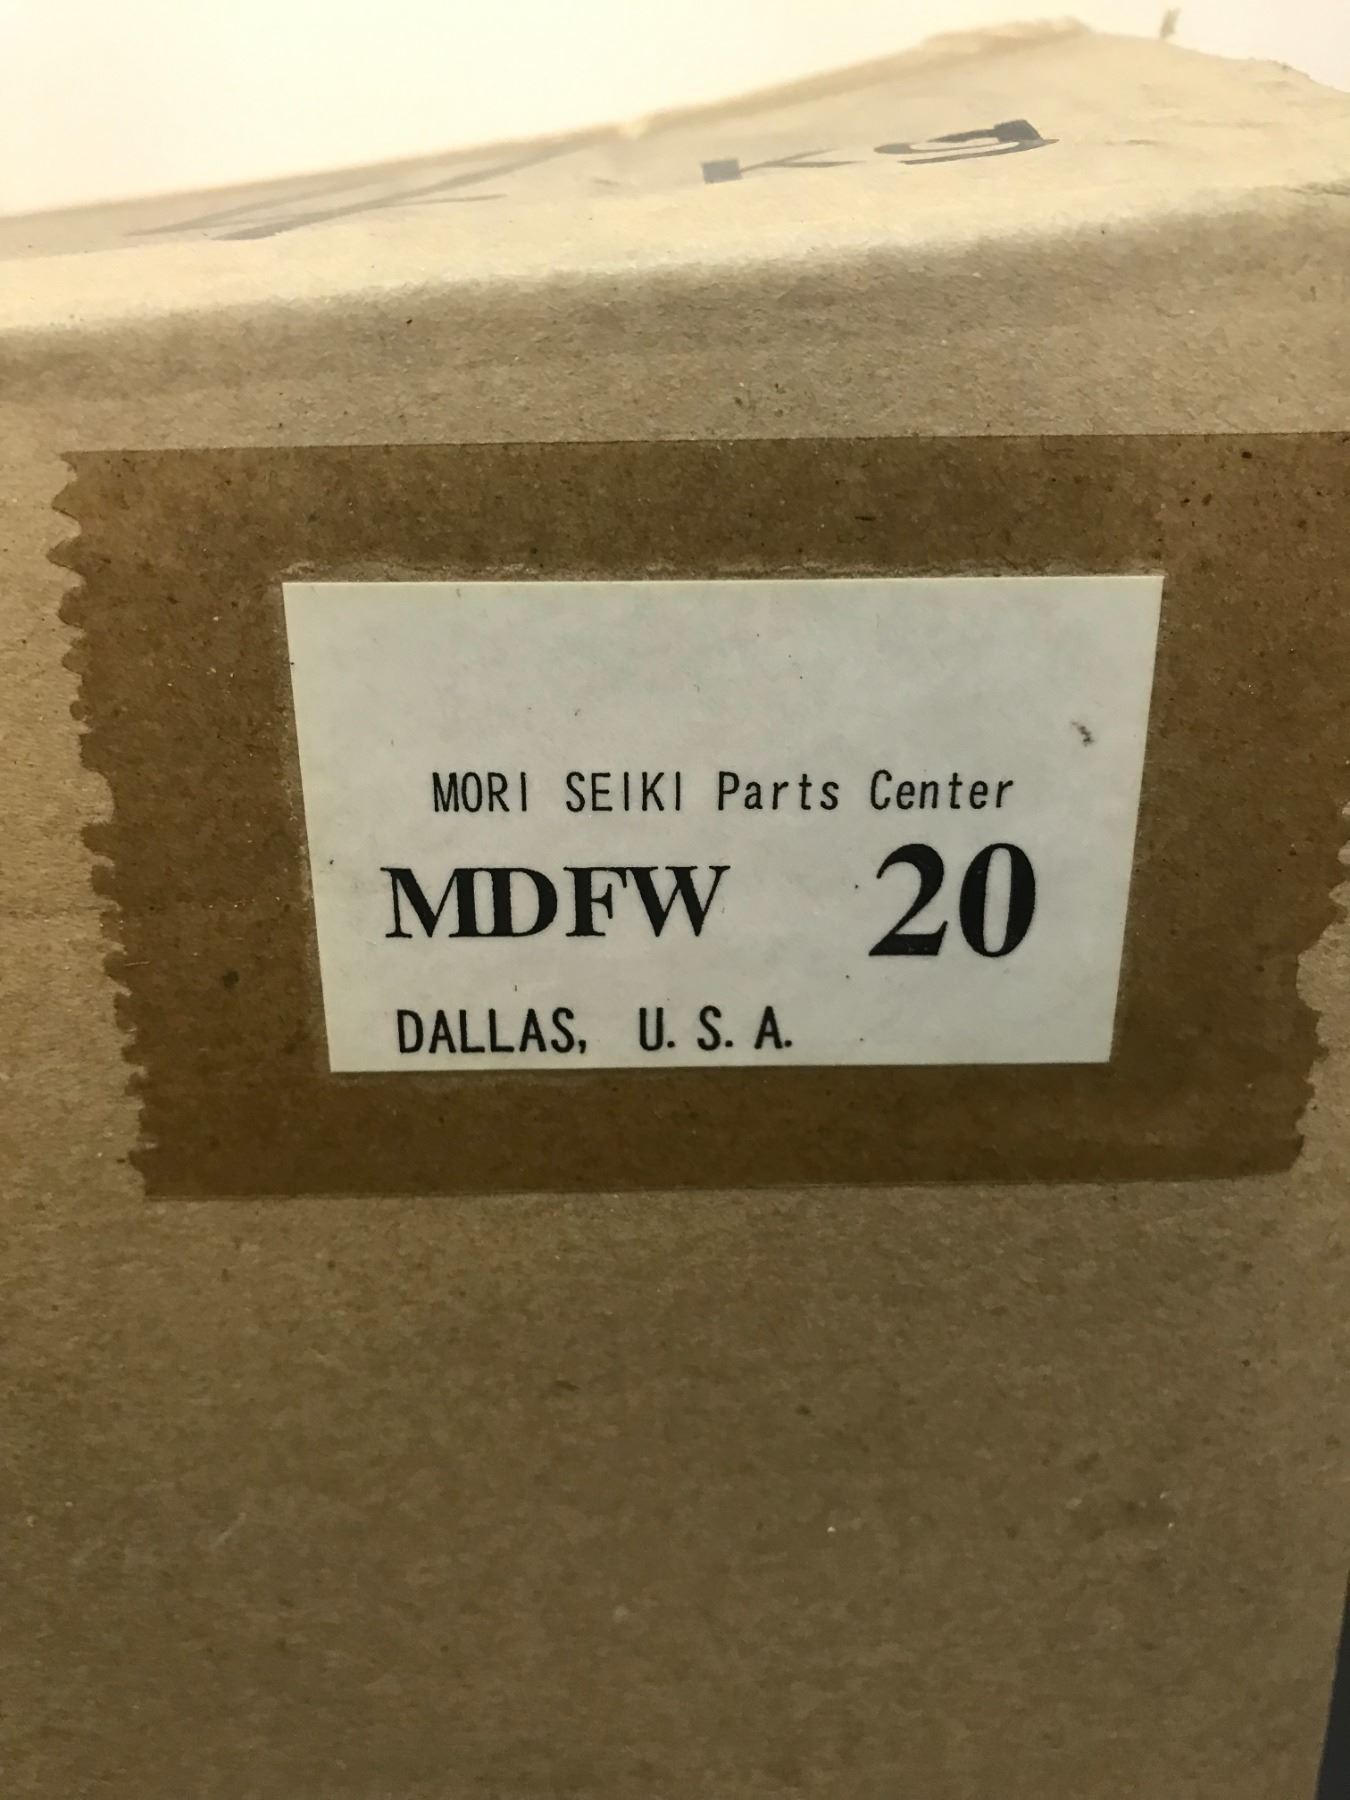 MORI SEIKI Parts Center
MDFW 20
DALLAS, U.S.A.